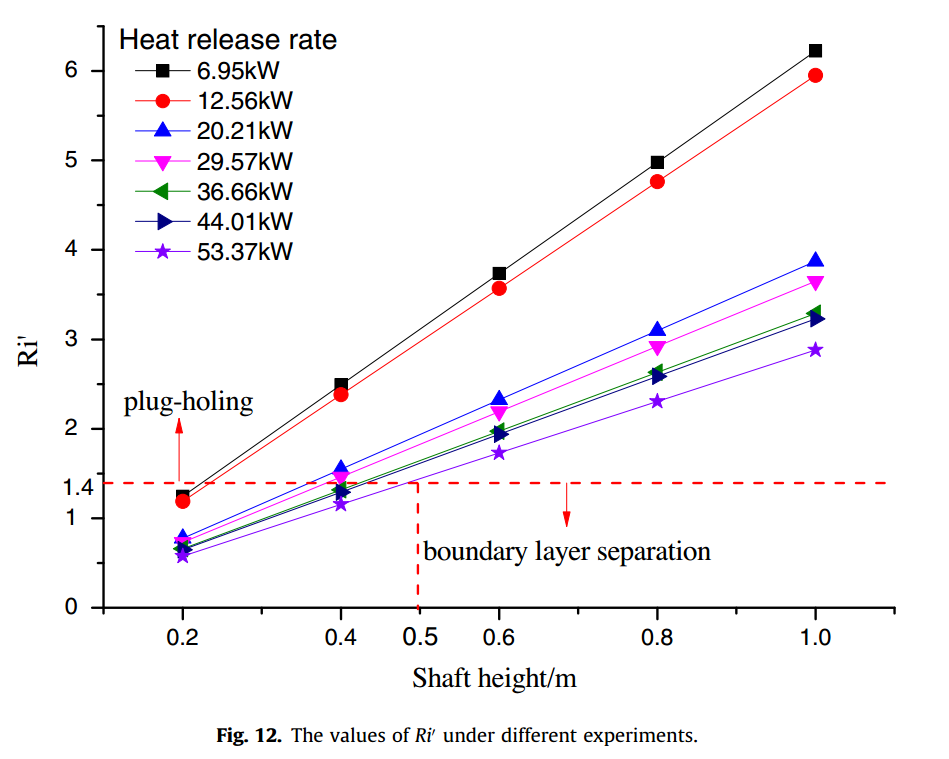 Heat release rate
6.95kW
12.56kW
20.21kW
29.57kW
36.66kW
44.01kW
53.37kW
6
5
4
3
2
1.4
1
0
Ri'
plug-holing
boundary layer separation
0.2
0.4
0.5
0.6
0.8
1.0
Shaft height/m
Fig. 12. The values of Ri′ under different experiments.